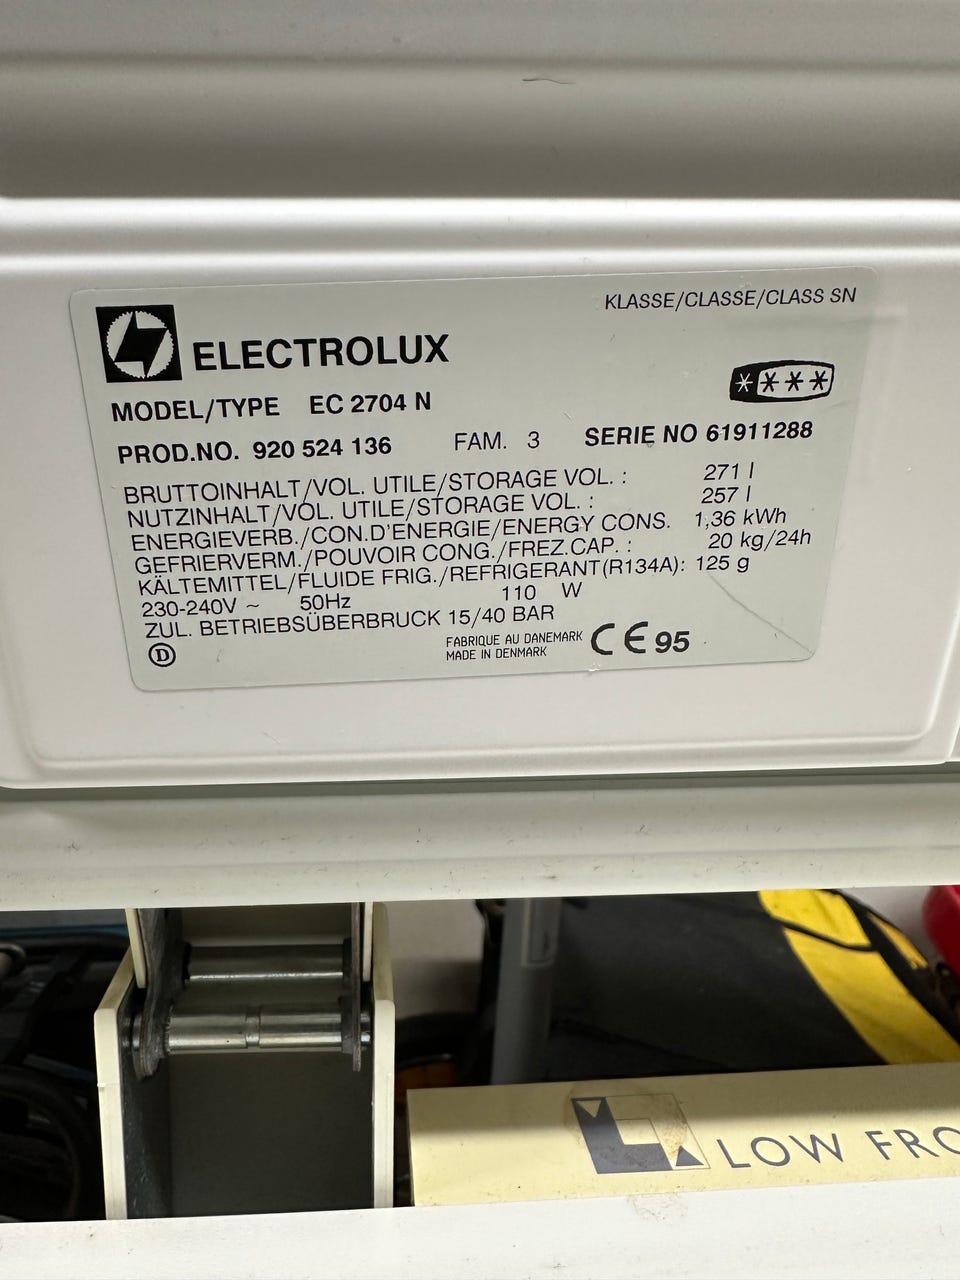 KLASSE/CLASSE/CLASS SN
ELECTROLUX
MODEL/TYPE EC 2704 N
PROD.NO. 920 524 136 FAM. 3 SERIE NO 61911288
BRUTTOINHALT/VOL. UTILE/STORAGE VOL. : 271 l
NUTZINHALT/VOL. UTILE/STORAGE VOL. : 257 l
ENERGIEVERB./CON.D'ENERGIE/ENERGY CONS. 1,36 kWh
GEFRIERVERM./POUVOIR CONG./FREZ.CAP. : 20 kg/24h
KÄLTEMITTEL/FLUIDE FRIG./REFRIGERANT(R134A): 125 g
230-240V ~ 50Hz 110 W
ZUL. BETRIEBSÜBERBRUCK 15/40 BAR
D
FABRIQUE AU DANEMARK
MADE IN DENMARK
CE 95
LOW FRO